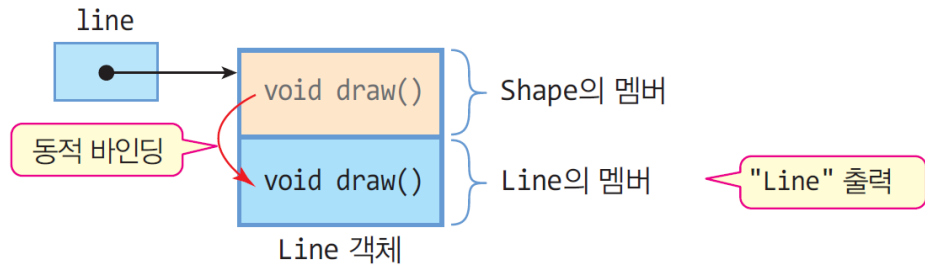 line
void draw()
Shape의 멤버
동적 바인딩
void draw()
Line의 멤버
"Line" 출력
Line 객체